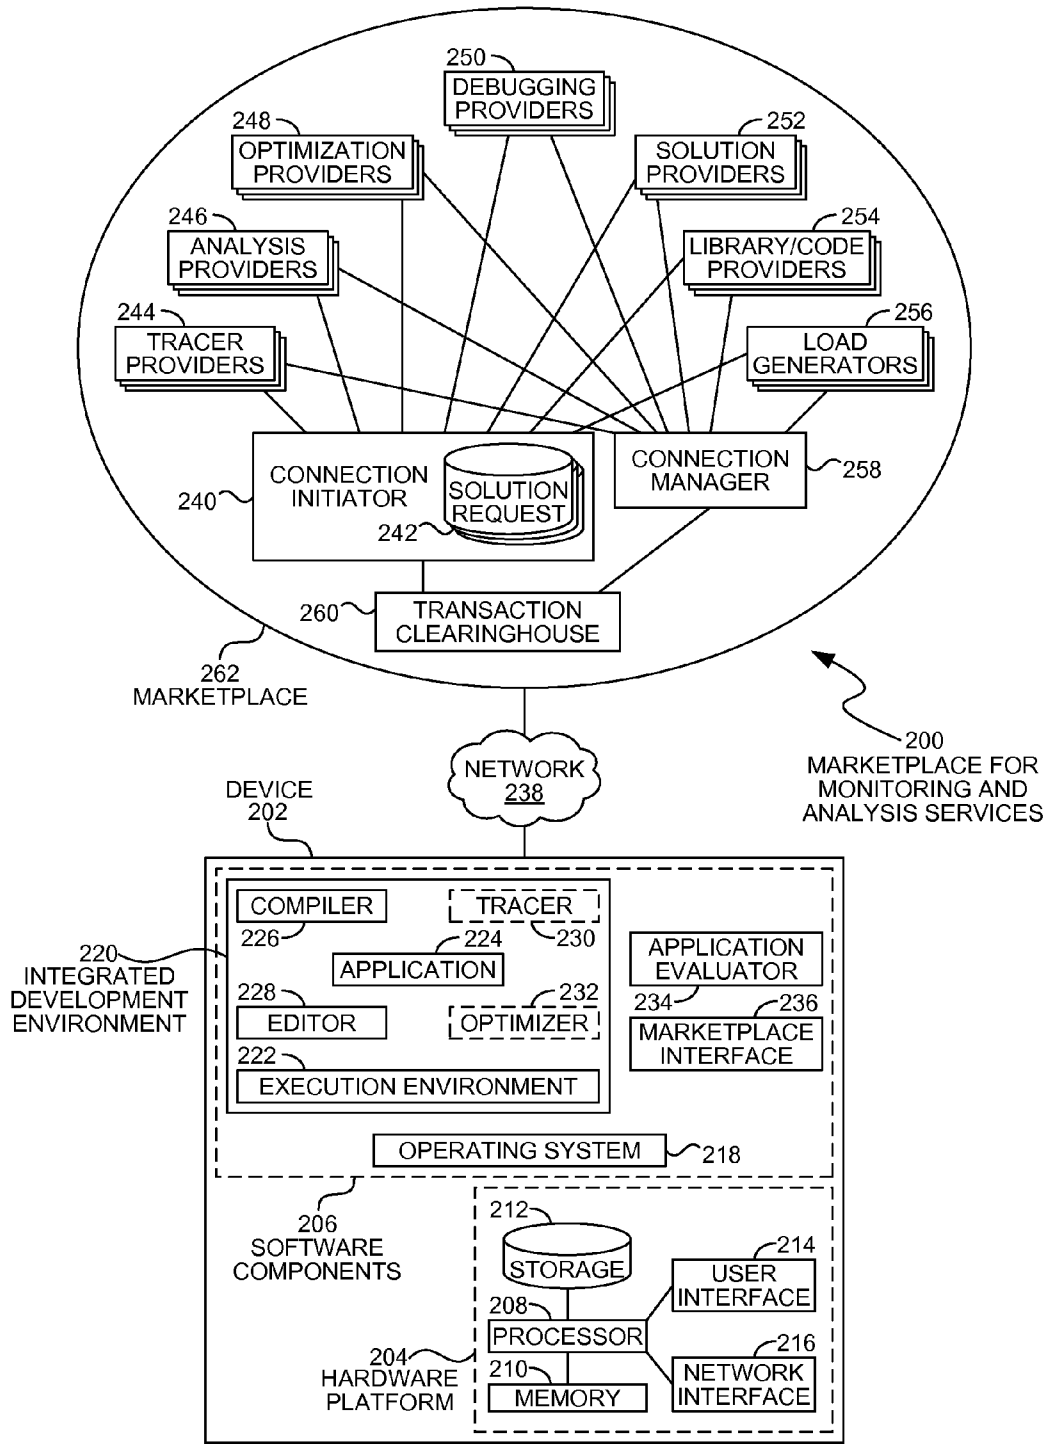 250
DEBUGGING
PROVIDERS
248
OPTIMIZATION
PROVIDERS
252
SOLUTION
PROVIDERS
246
ANALYSIS
PROVIDERS
254
LIBRARY/CODE
PROVIDERS
244
TRACER
PROVIDERS
256
LOAD
GENERATORS
CONNECTION
INITIATOR
240
SOLUTION
REQUEST
242
CONNECTION
MANAGER
258
260
TRANSACTION
CLEARINGHOUSE
262
MARKETPLACE
200
MARKETPLACE FOR
MONITORING AND
ANALYSIS SERVICES
NETWORK
238
DEVICE
202
COMPILER
226
TRACER
230
224
APPLICATION
220
INTEGRATED
DEVELOPMENT
ENVIRONMENT
228
EDITOR
232
OPTIMIZER
222
EXECUTION ENVIRONMENT
APPLICATION
EVALUATOR
234
236
MARKETPLACE
INTERFACE
OPERATING SYSTEM
218
206
SOFTWARE
COMPONENTS
212
STORAGE
214
USER
INTERFACE
208
PROCESSOR
216
NETWORK
INTERFACE
210
MEMORY
204
HARDWARE
PLATFORM